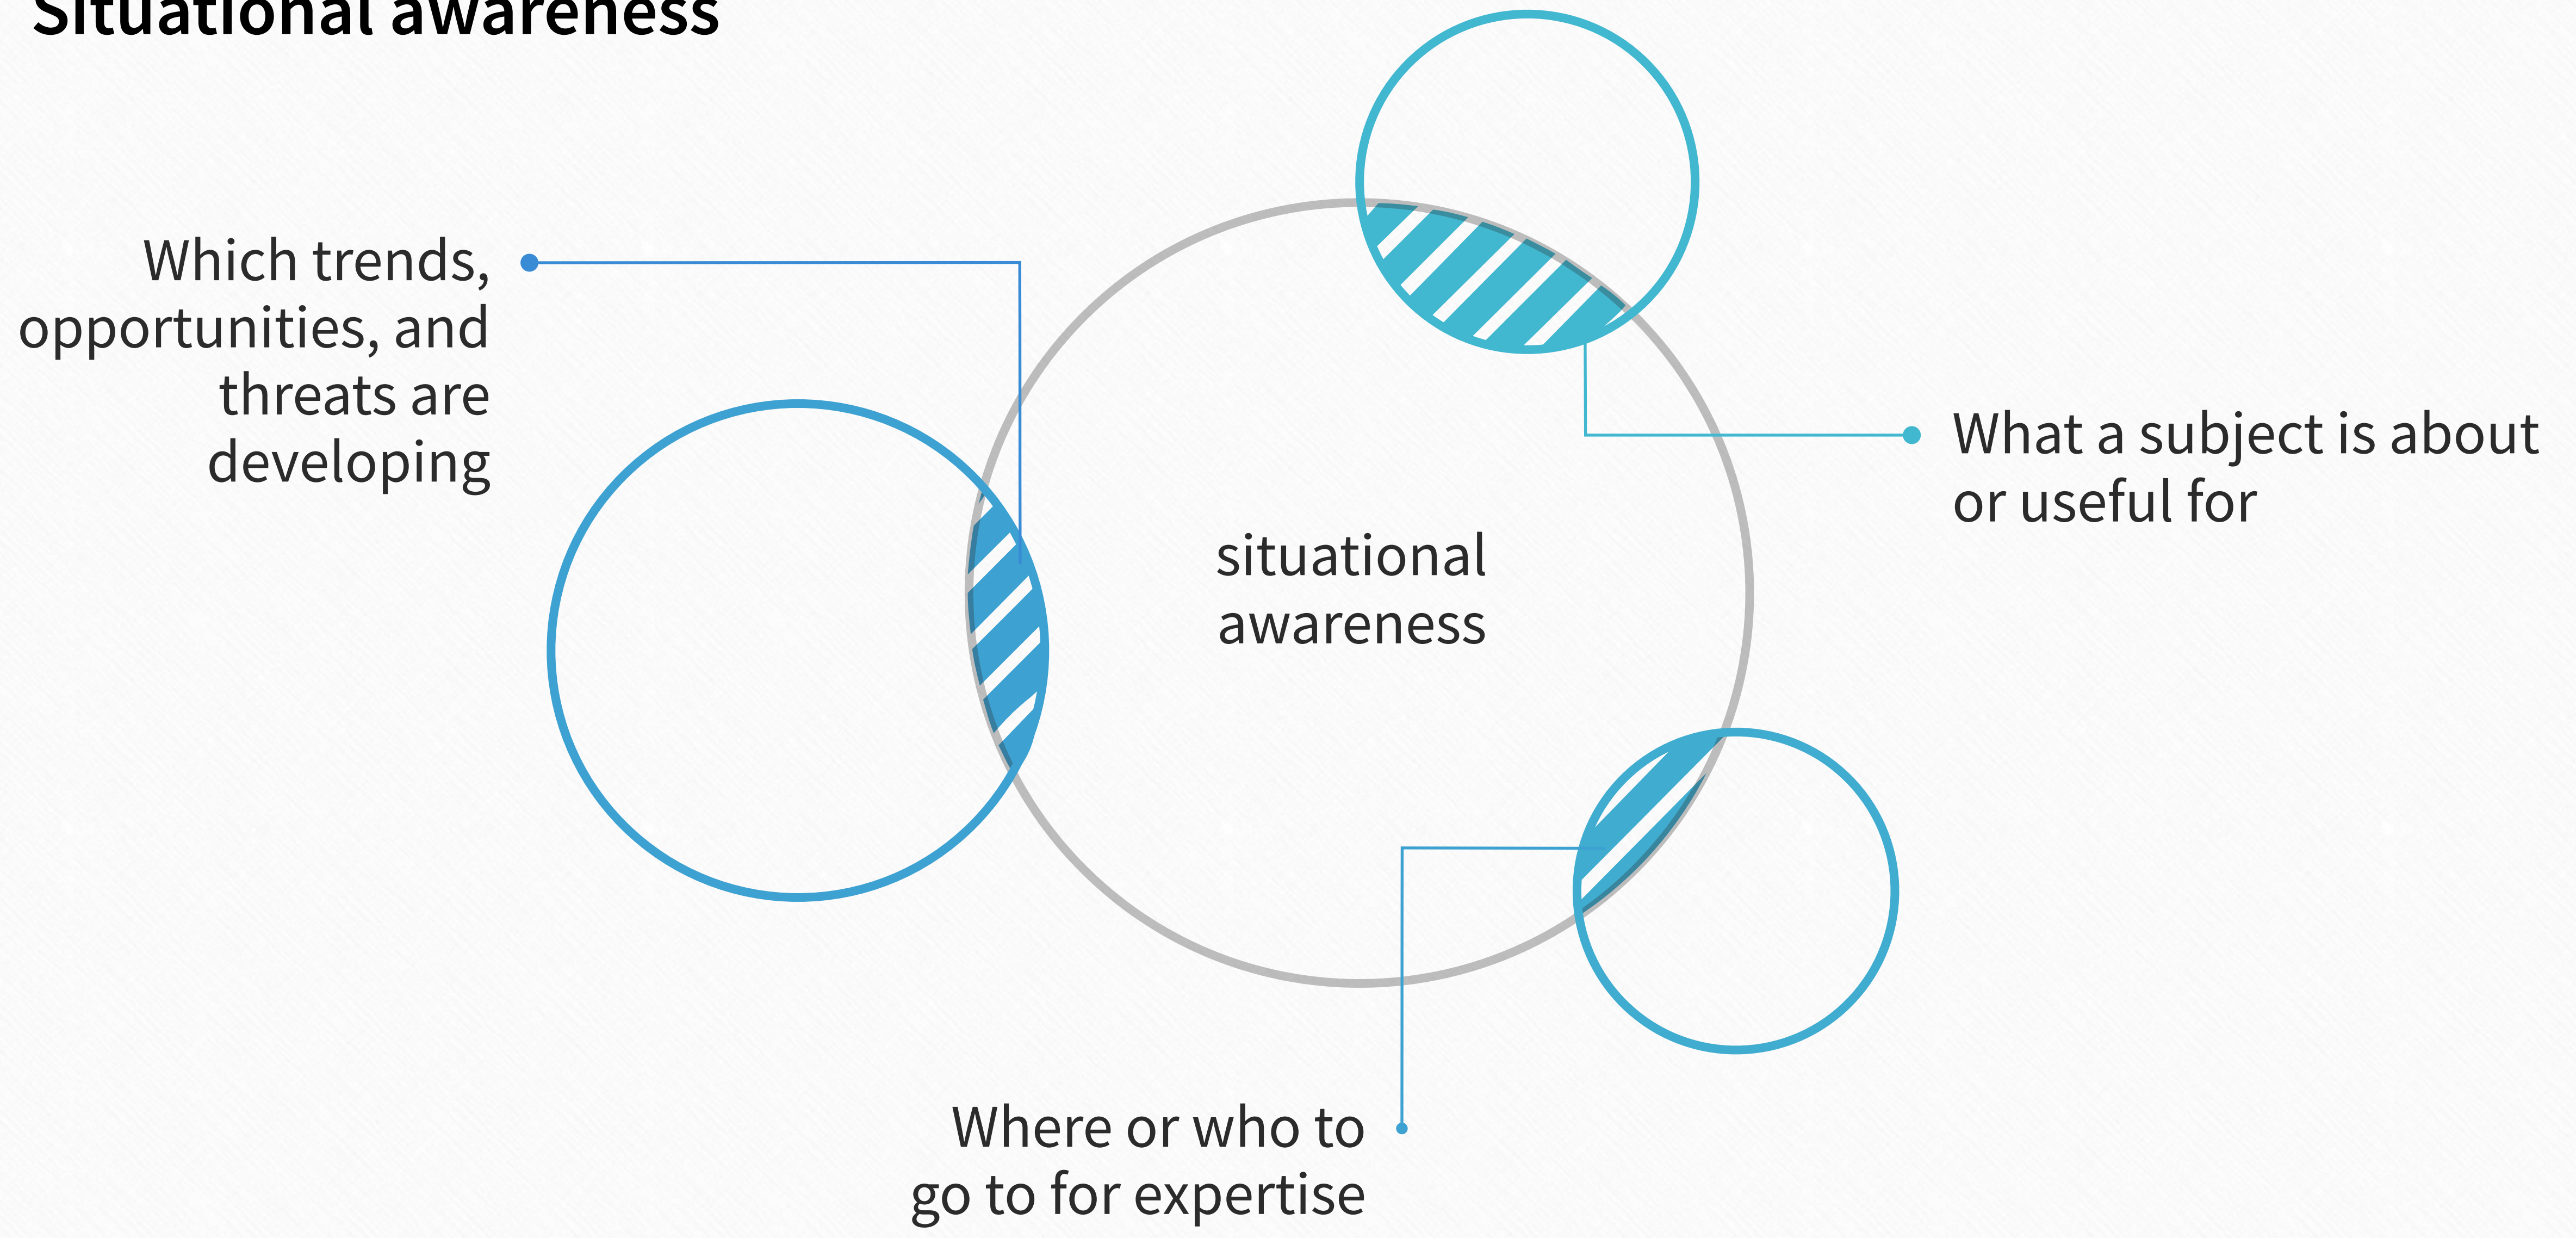 Situational awareness
Which trends,
opportunities, and
threats are
developing
What a subject is about
or useful for
situational
awareness
Where or who to
go to for expertise